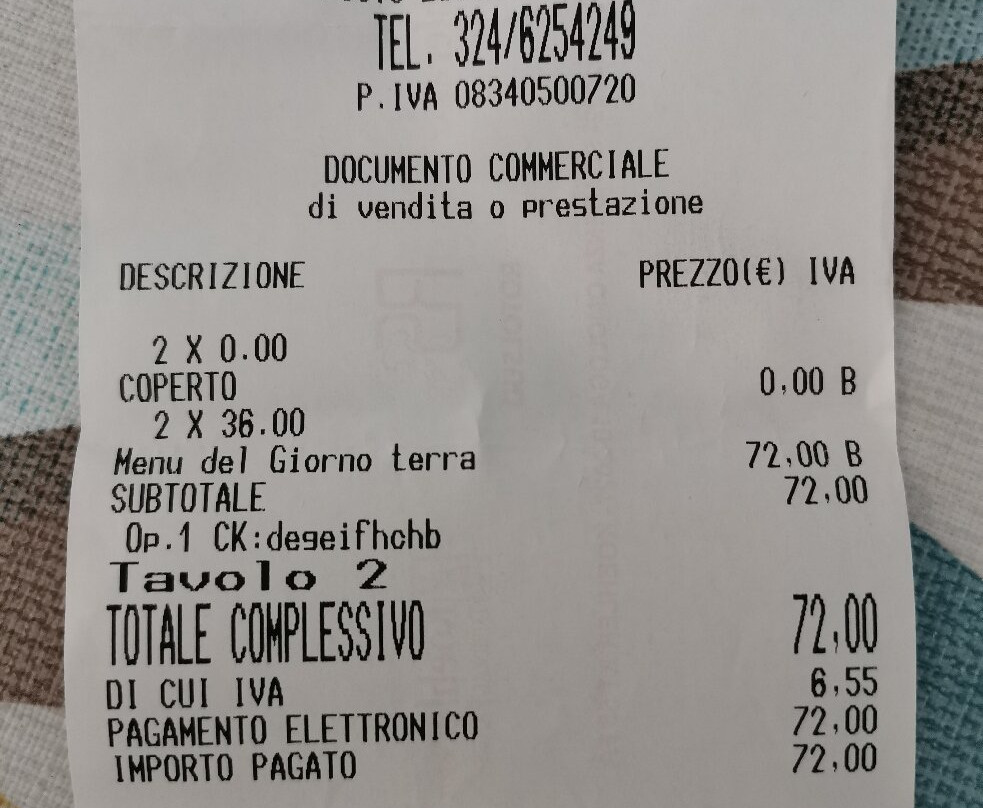 TEL. 324/6254249
P.IVA 08340500720
DOCUMENTO COMMERCIALE
di vendita o prestazione
DESCRIZIONE PREZZO(€) IVA
2 X 0.00
COPERTO 0,00 B
2 X 36.00
Menu del Giorno terra 72,00 B
SUBTOTALE 72,00
Op.1 CK:degeifhchb
Tavolo 2
TOTALE COMPLESSIVO 72,00
DI CUI IVA 6,55
PAGAMENTO ELETTRONICO 72,00
IMPORTO PAGATO 72,00